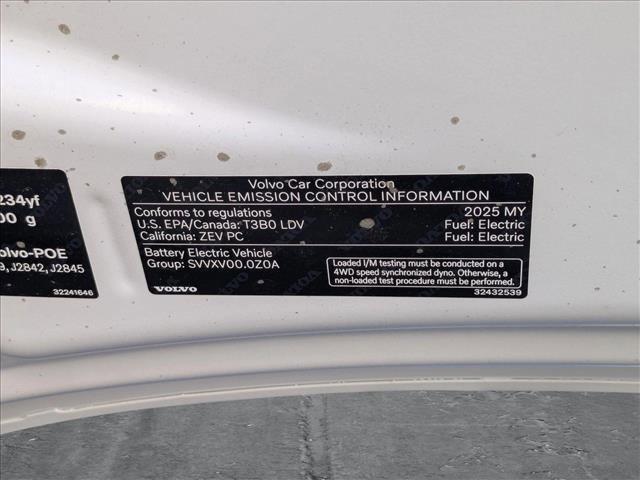 234yf
00 g
olvo-POE
9, J2842, J2845
32241646
Volvo Car Corporation
VEHICLE EMISSION CONTROL INFORMATION
Conforms to regulations 2025 MY
U.S. EPA/Canada: T3B0 LDV Fuel: Electric
California: ZEV PC Fuel: Electric
Battery Electric Vehicle
Group: SVVXV00.0Z0A
Loaded I/M testing must be conducted on a
4WD speed synchronized dyno. Otherwise, a
non-loaded test procedure must be performed.
VOLVO
32432539